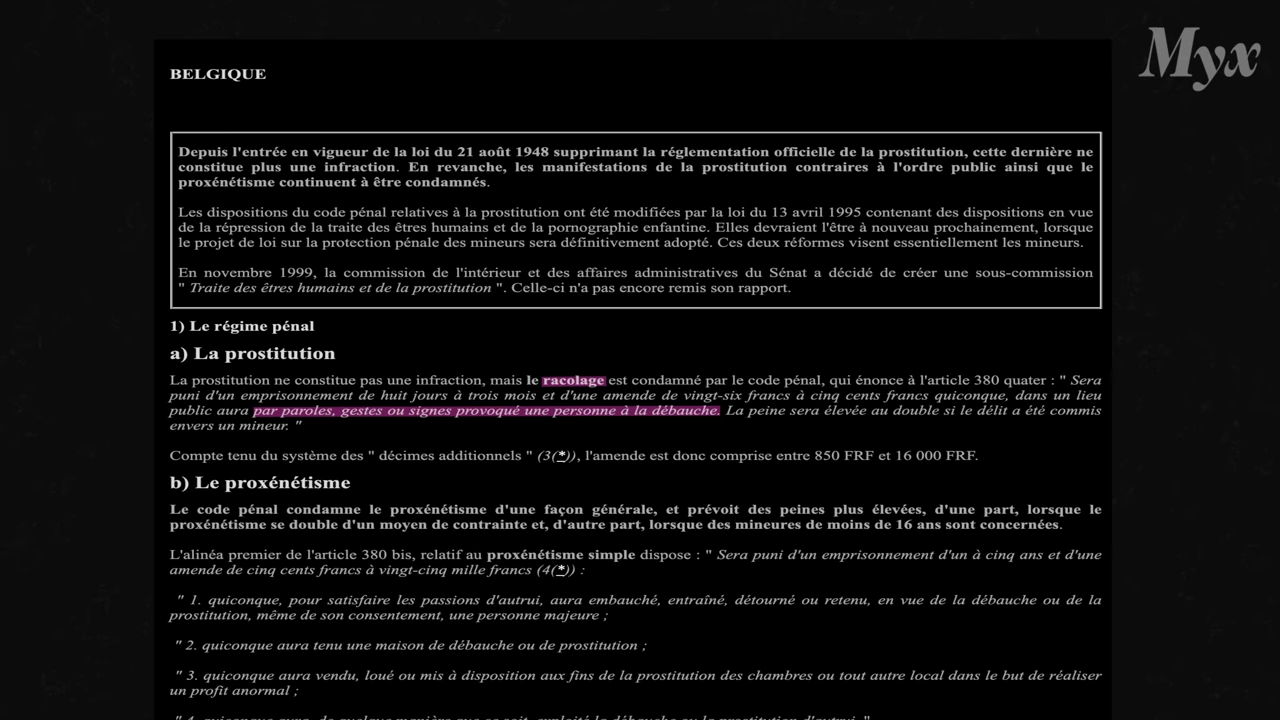 Myx
BELGIQUE
Depuis l'entrée en vigueur de la loi du 21 août 1948 supprimant la réglementation officielle de la prostitution, cette dernière ne
constitue plus une infraction. En revanche, les manifestations de la prostitution contraires à l'ordre public ainsi que le
proxénétisme continuent à être condamnés.
Les dispositions du code pénal relatives à la prostitution ont été modifiées par la loi du 13 avril 1995 contenant des dispositions en vue
de la répression de la traite des êtres humains et de la pornographie enfantine. Elles devraient l'être à nouveau prochainement, lorsque
le projet de loi sur la protection pénale des mineurs sera définitivement adopté. Ces deux réformes visent essentiellement les mineurs.
En novembre 1999, la commission de l'intérieur et des affaires administratives du Sénat a décidé de créer une sous-commission
" Traite des êtres humains et de la prostitution ". Celle-ci n'a pas encore remis son rapport.
1) Le régime pénal
a) La prostitution
La prostitution ne constitue pas une infraction, mais le racolage est condamné par le code pénal, qui énonce à l'article 380 quater : " Sera
puni d'un emprisonnement de huit jours à trois mois et d'une amende de vingt-six francs à cinq cents francs quiconque, dans un lieu
public aura par paroles, gestes ou signes provoqué une personne à la débauche. La peine sera élevée au double si le délit a été commis
envers un mineur. "
Compte tenu du système des " décimes additionnels " (3(*)), l'amende est donc comprise entre 850 FRF et 16 000 FRF.
b) Le proxénétisme
Le code pénal condamne le proxénétisme d'une façon générale, et prévoit des peines plus élevées, d'une part, lorsque le
proxénétisme se double d'un moyen de contrainte et, d'autre part, lorsque des mineures de moins de 16 ans sont concernées.
L'alinéa premier de l'article 380 bis, relatif au proxénétisme simple dispose : " Sera puni d'un emprisonnement d'un à cinq ans et d'une
amende de cinq cents francs à vingt-cinq mille francs (4(*)) :
" 1. quiconque, pour satisfaire les passions d'autrui, aura embauché, entraîné, détourné ou retenu, en vue de la débauche ou de la
prostitution, même de son consentement, une personne majeure ;
" 2. quiconque aura tenu une maison de débauche ou de prostitution ;
" 3. quiconque aura vendu, loué ou mis à disposition aux fins de la prostitution des chambres ou tout autre local dans le but de réaliser
un profit anormal ;
" 4. quiconque aura, de quelque manière que ce soit, exploité la débauche ou la prostitution d'autrui. "